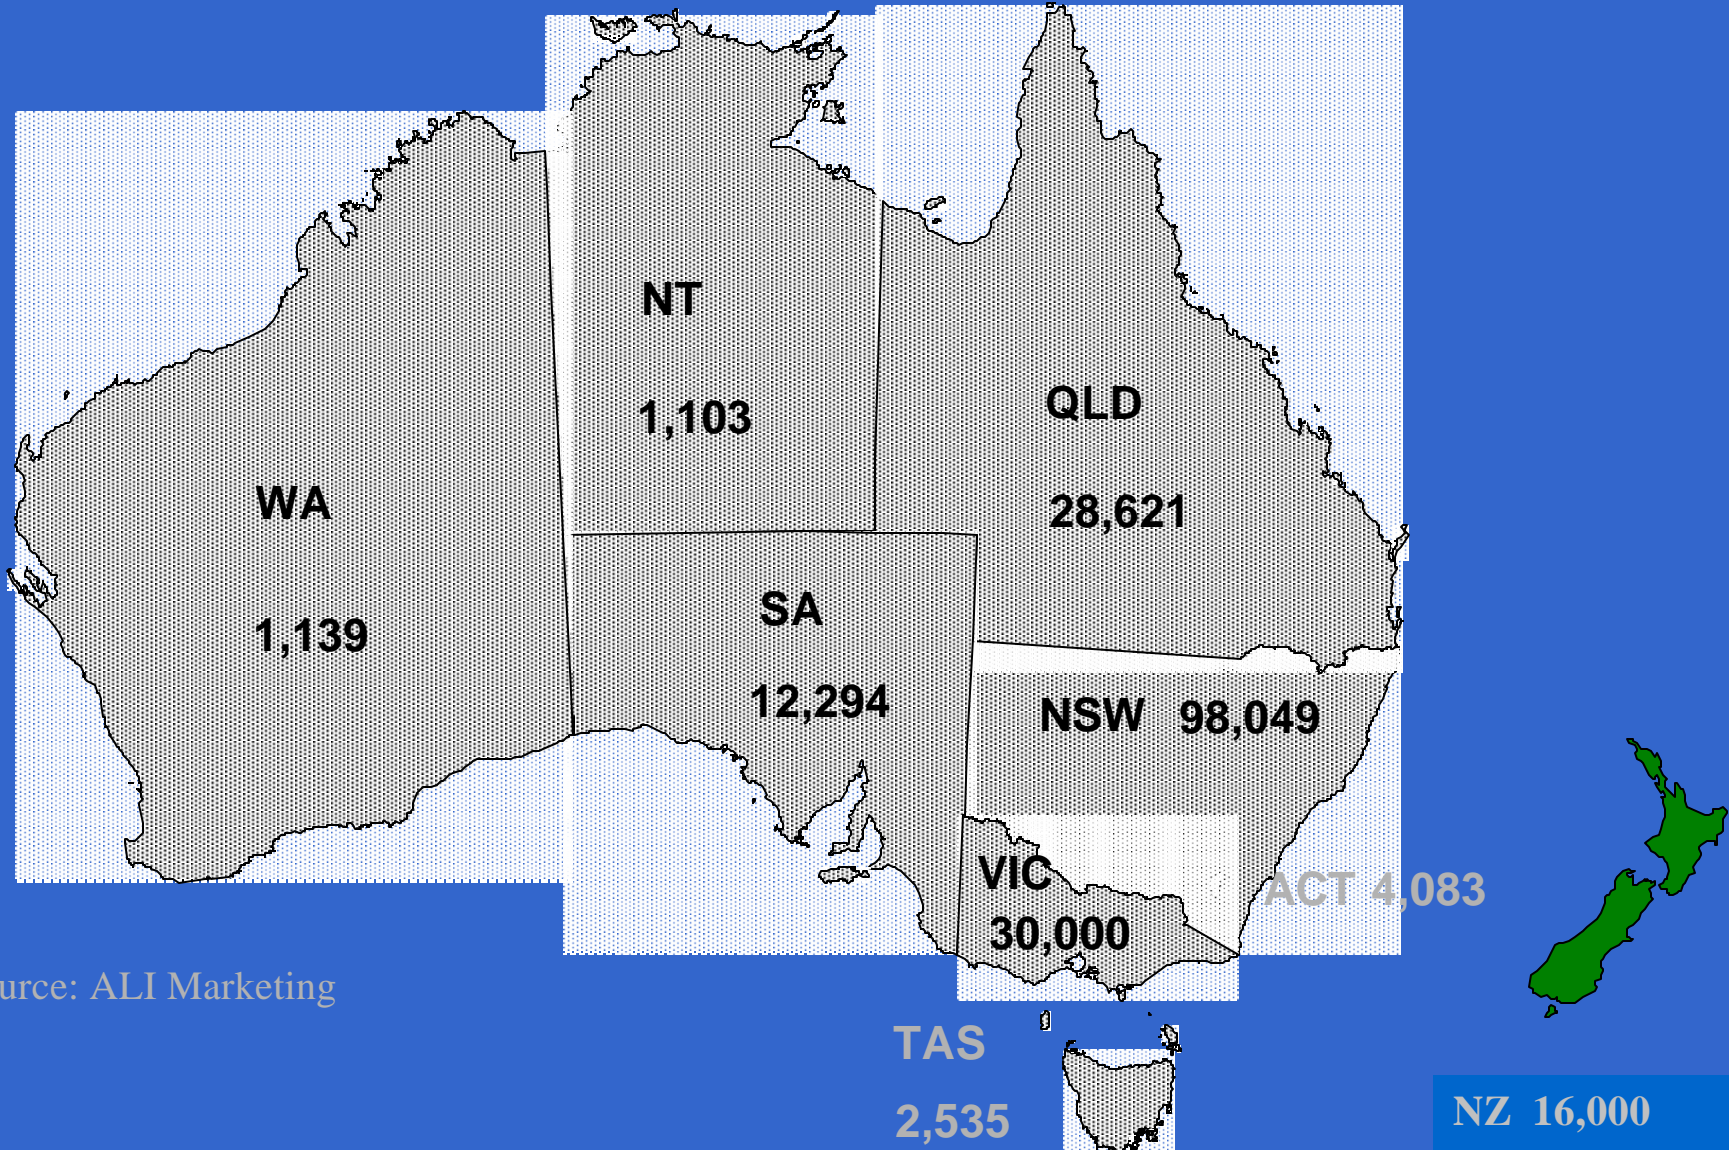 NT
1,103
QLD
28,621
WA
1,139
SA
12,294
NSW 98,049
VIC
30,000
ACT 4,083
urce: ALI Marketing
TAS
2,535
NZ 16,000